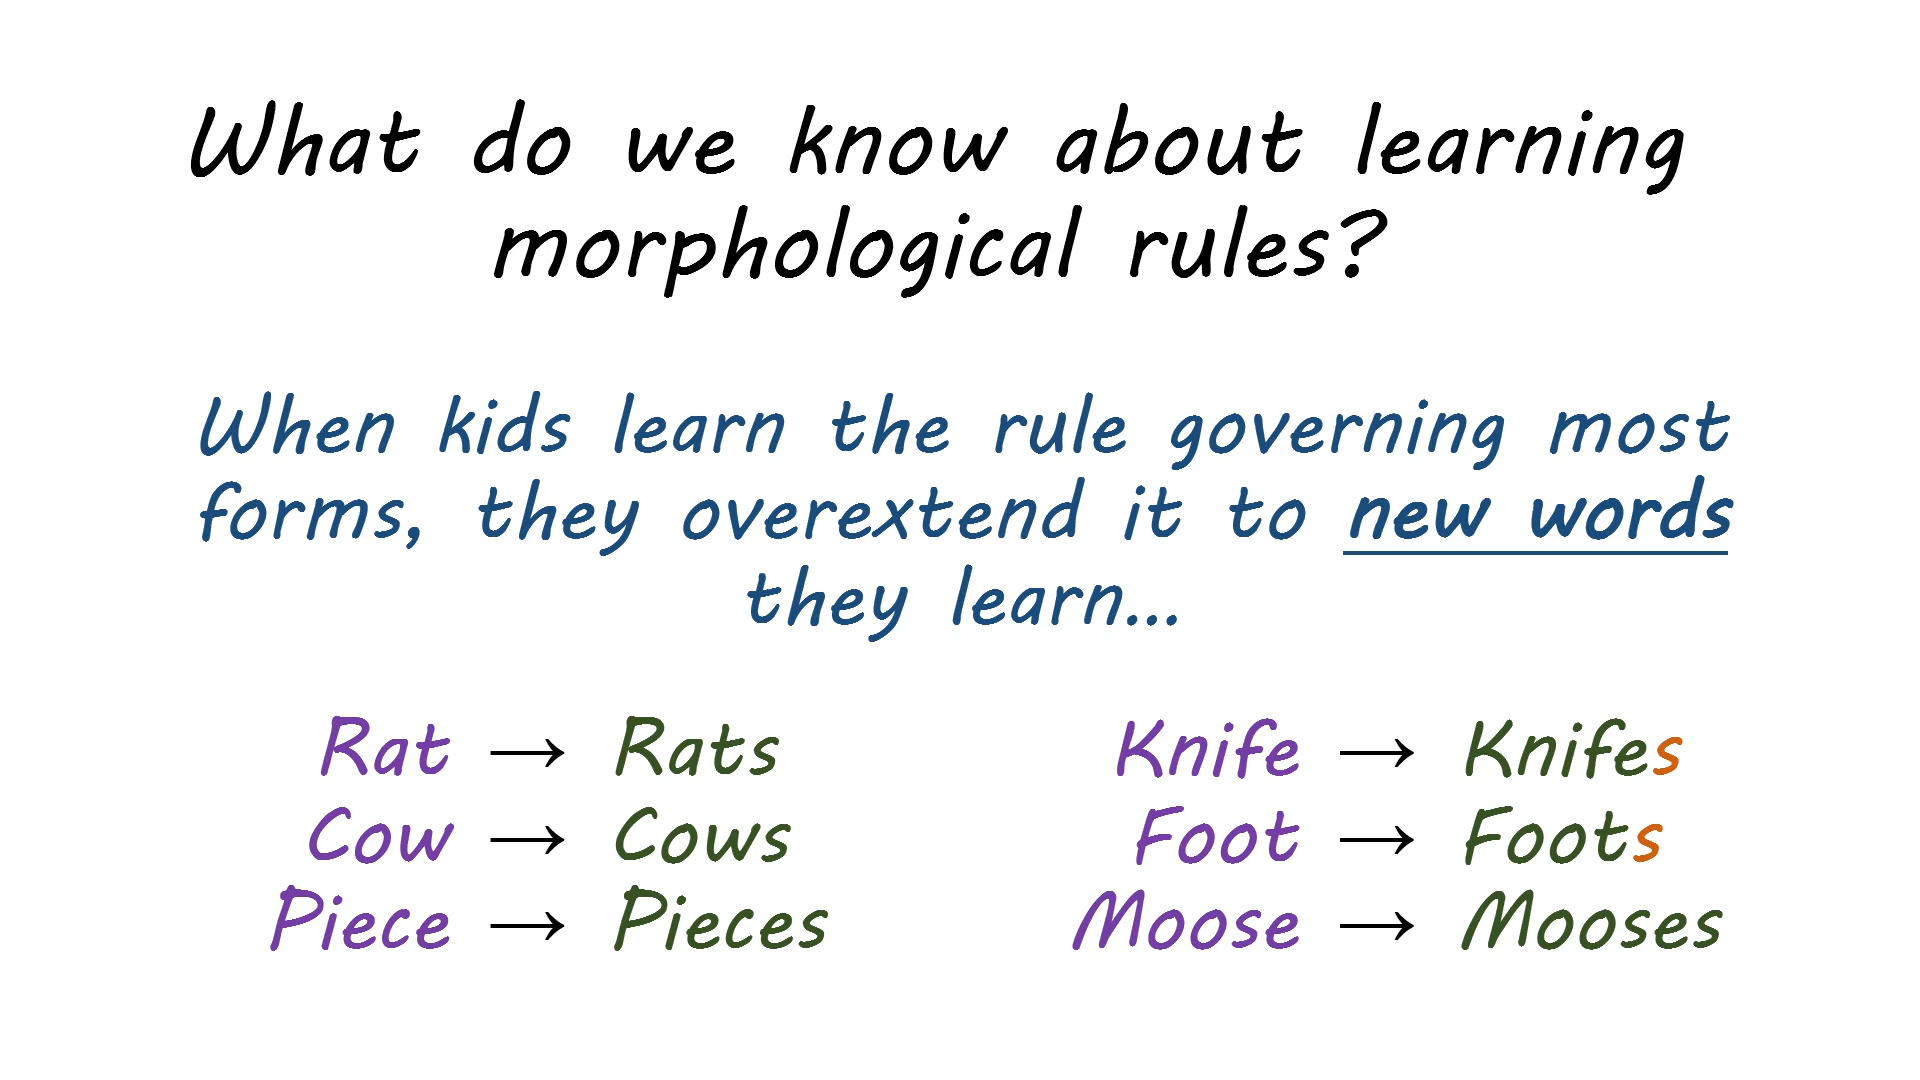 What do we know about learning
morphological rules?
When kids learn the rule governing most
forms, they overextend it to new words
they learn...
Rat → Rats
Cow → Cows
Piece → Pieces
Knife → Knifes
Foot → Foots
Moose → Mooses